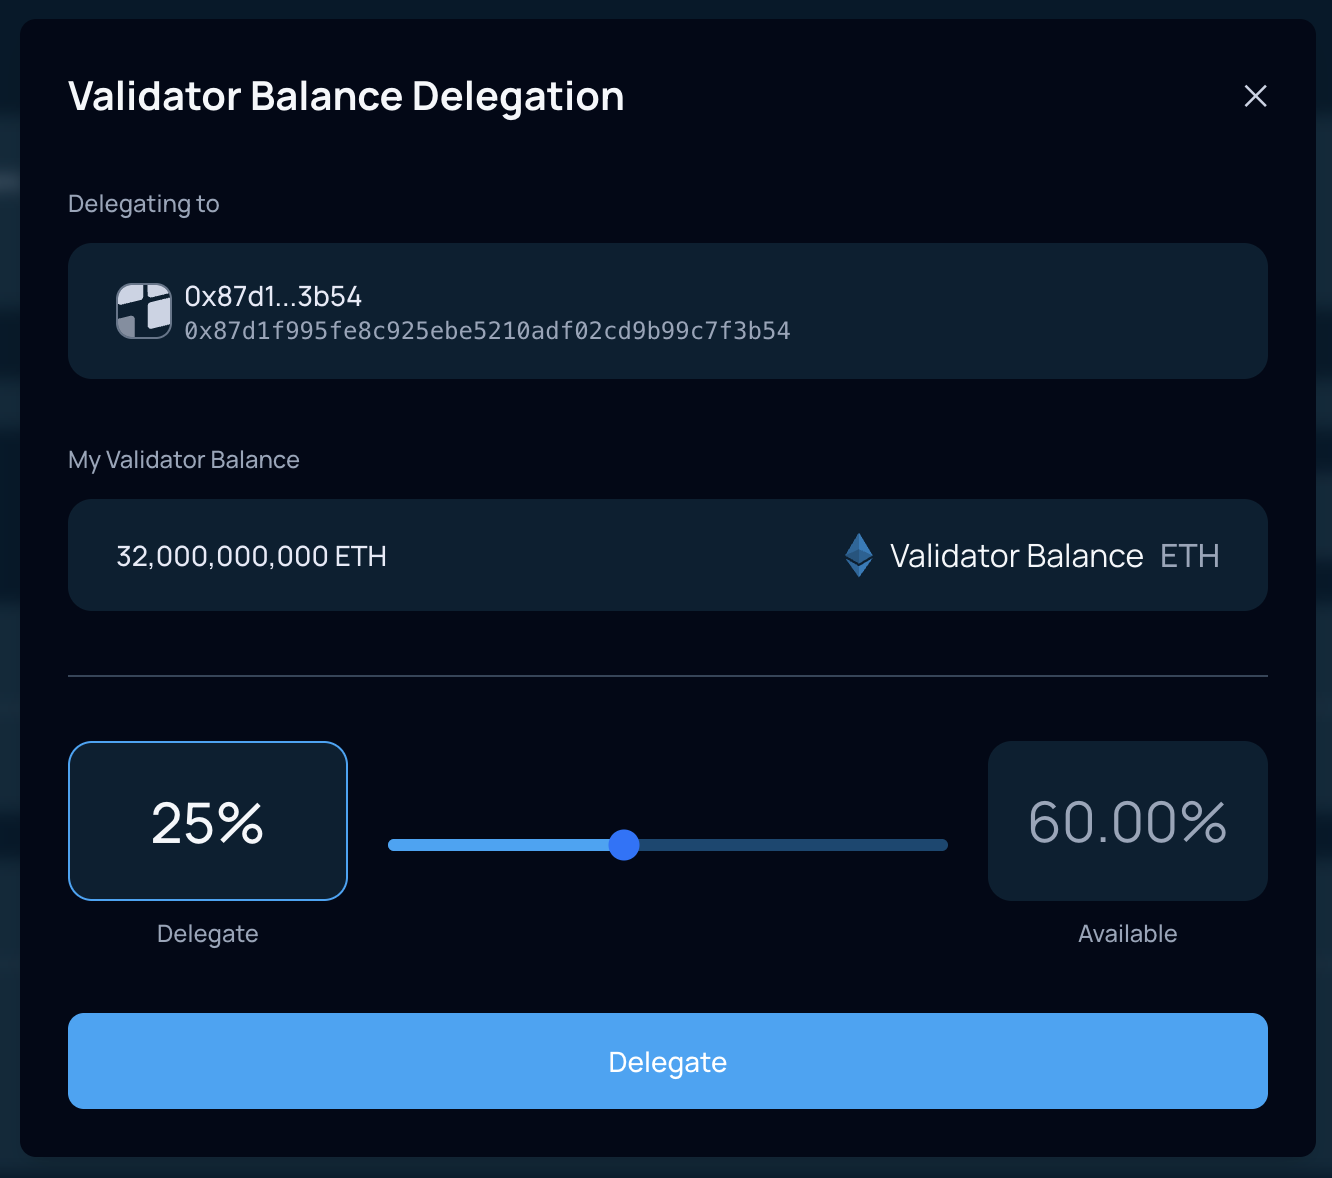 Validator Balance Delegation
Delegating to
0x87d1...3b54
0x87d1f995fe8c925ebe5210adf02cd9b99c7f3b54
My Validator Balance
32,000,000,000 ETH
Validator Balance ETH
25%
60.00%
Delegate
Available
Delegate